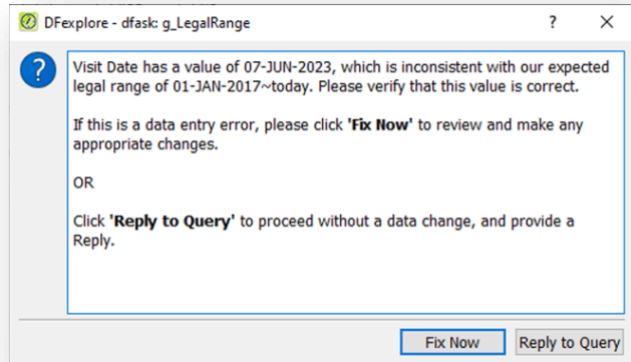 DFexplore - dfask: g_LegalRange
Visit Date has a value of 07-JUN-2023, which is inconsistent with our expected
legal range of 01-JAN-2017~today. Please verify that this value is correct.
If this is a data entry error, please click 'Fix Now' to review and make any
appropriate changes.
OR
Click 'Reply to Query' to proceed without a data change, and provide a
Reply.
Fix Now
Reply to Query